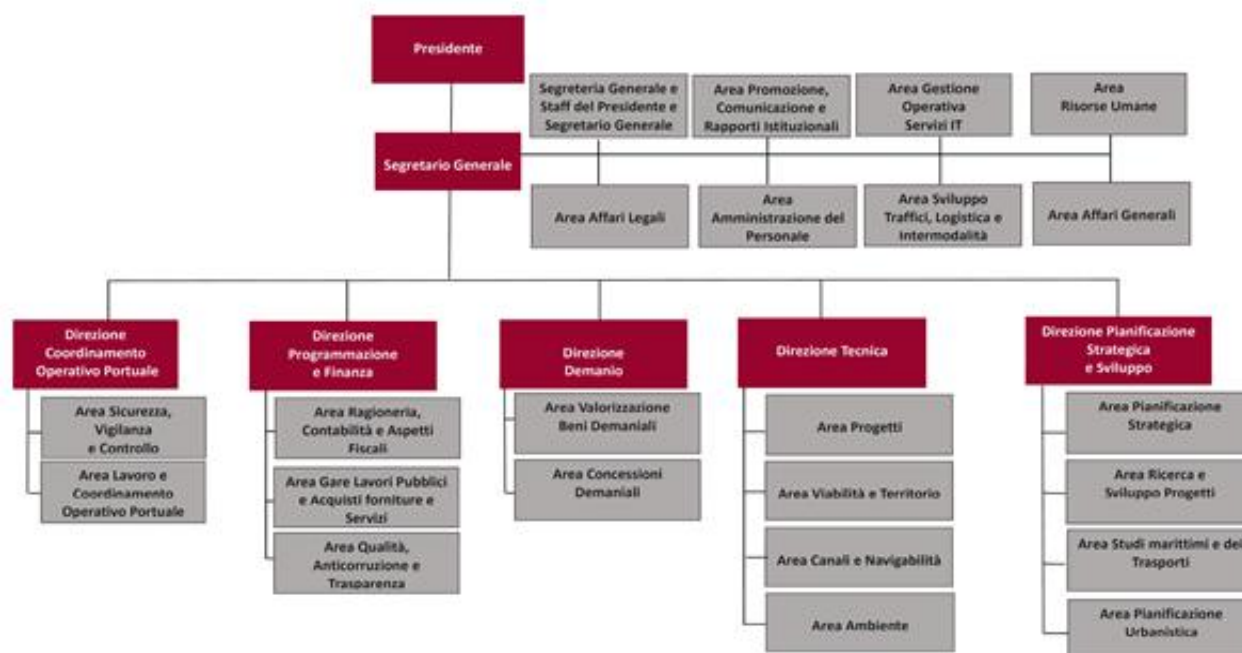 Presidente
Segreteria Generale e
Staff del Presidente e
Segretario Generale
Area Promozione,
Comunicazione e
Rapporti Istituzionali
Area Gestione
Operativa
Servizi IT
Area
Risorse Umane
Segretario Generale
Area Affari Legali
Area
Amministrazione del
Personale
Area Sviluppo
Traffici, Logistica e
Intermodalità
Area Affari Generali
Direzione
Coordinamento
Operativo Portuale
Area Sicurezza,
Vigilanza
e Controllo
Area Lavoro e
Coordinamento
Operativo Portuale
Direzione
Programmazione
e Finanza
Area Ragioneria,
Contabilità e Aspetti
Fiscali
Area Gare Lavori Pubblici
e Acquisti forniture e
Servizi
Area Qualità,
Anticorruzione e
Trasparenza
Direzione
Demanio
Area Valorizzazione
Beni Demaniali
Area Concessioni
Demaniali
Direzione Tecnica
Area Progetti
Area Viabilità e Territorio
Area Canali e Navigabilità
Area Ambiente
Direzione Pianificazione
Strategica
e Sviluppo
Area Pianificazione
Strategica
Area Ricerca e
Sviluppo Progetti
Area Studi marittimi e dei
Trasporti
Area Pianificazione
Urbanistica